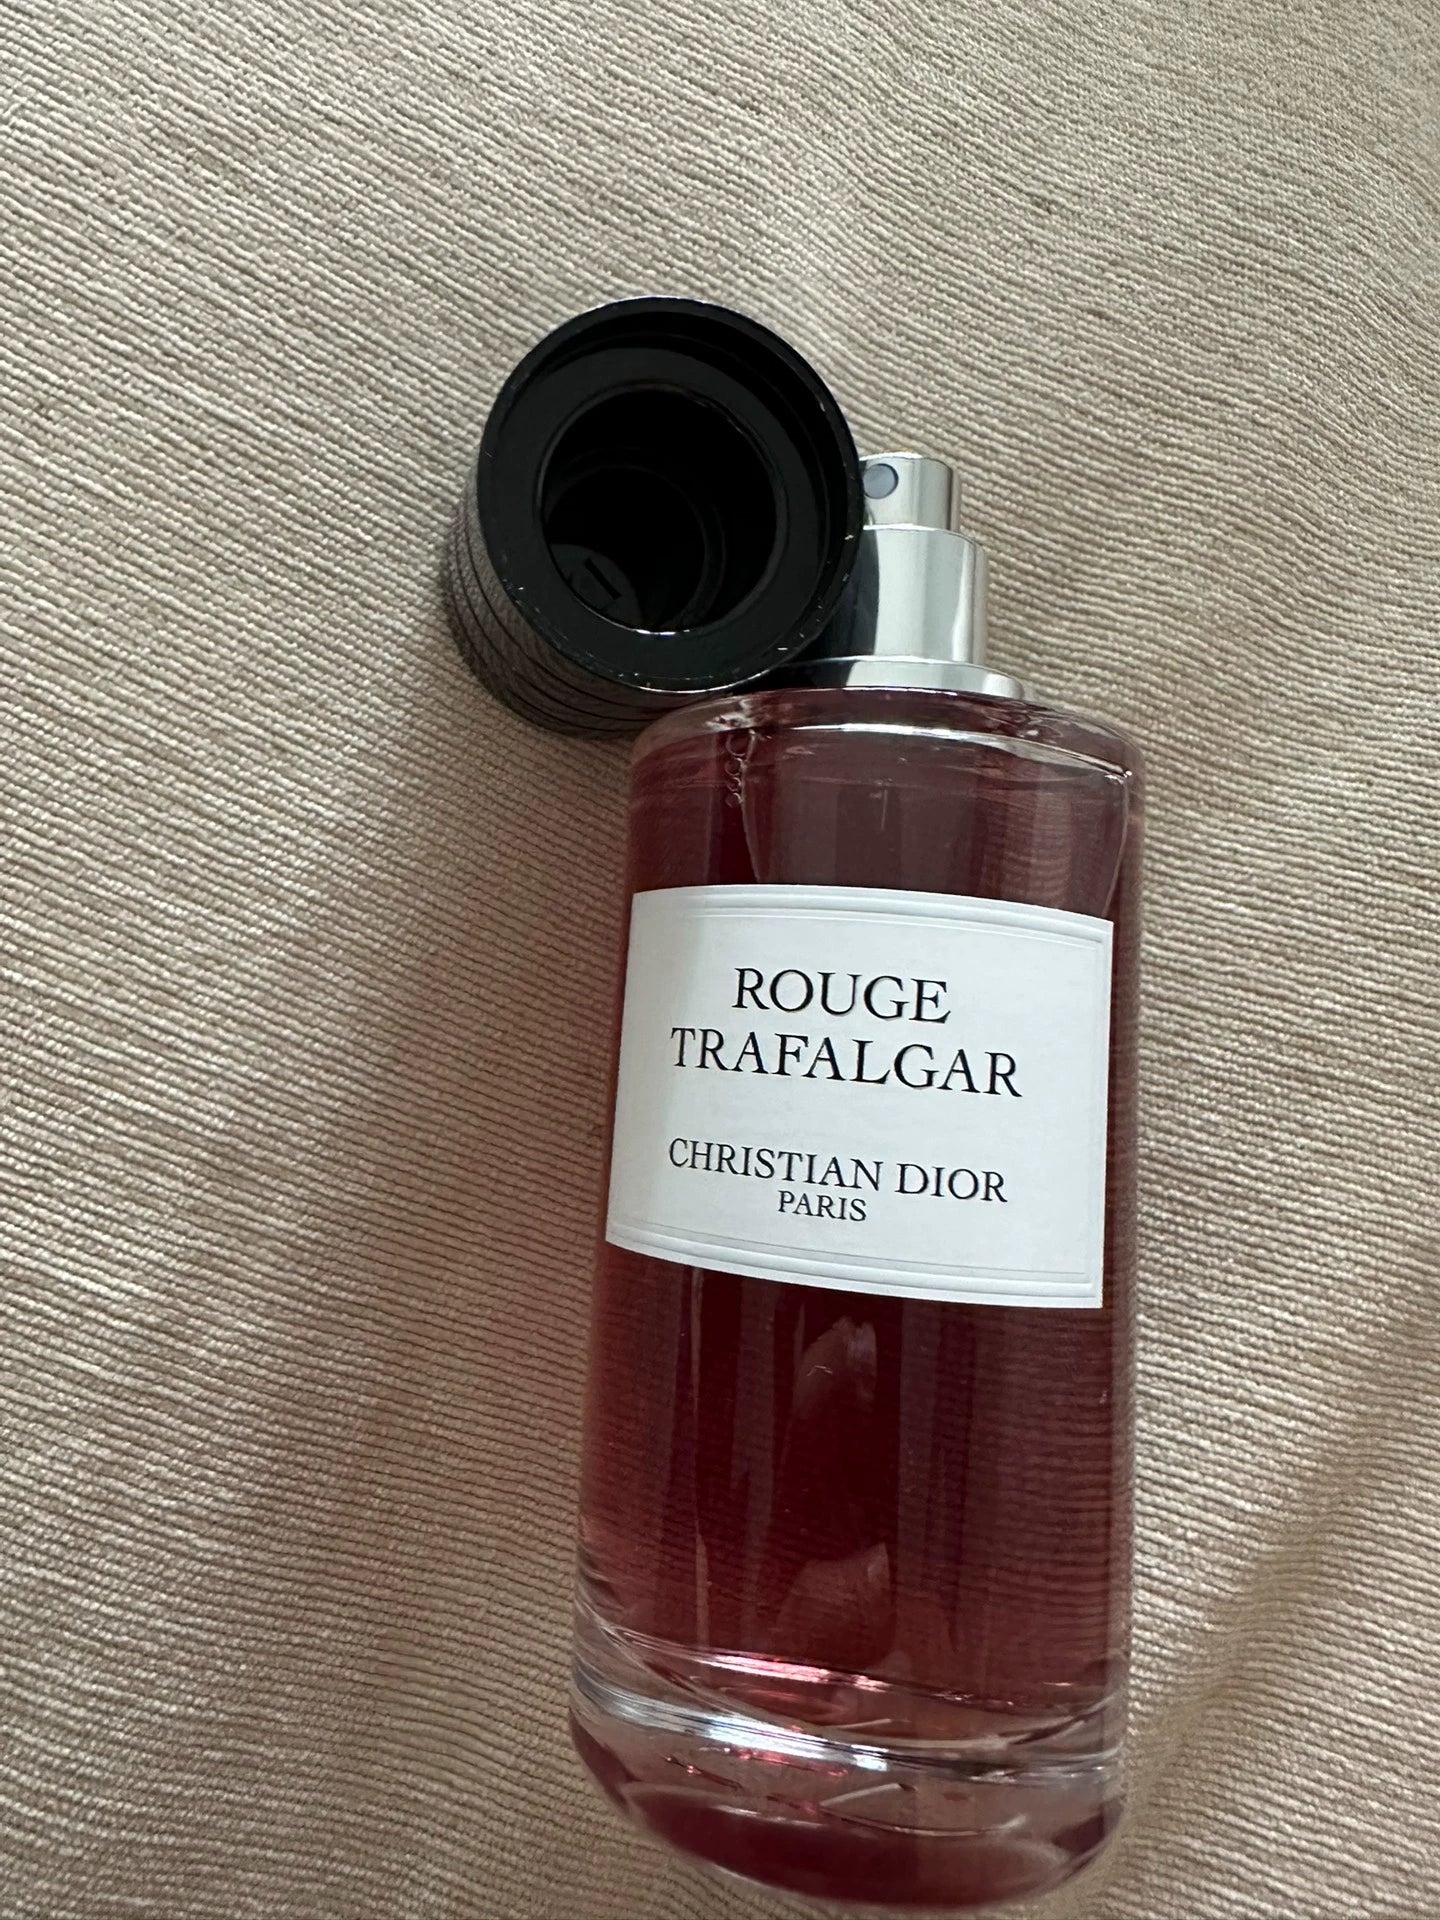 ROUGE
TRAFALGAR
CHRISTIAN DIOR
PARIS